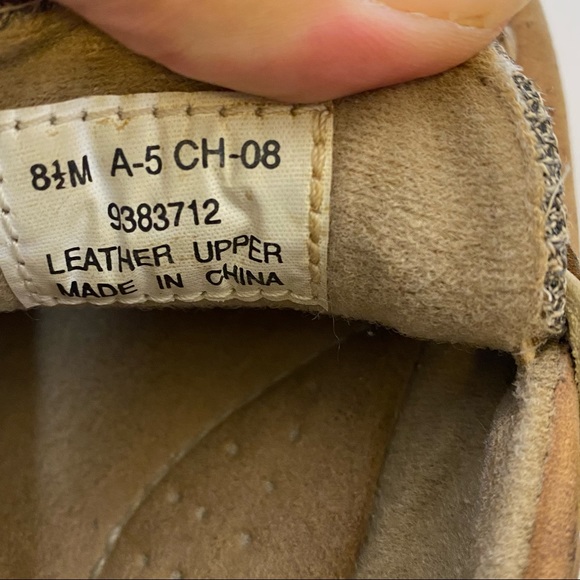 8½M A-5 CH-08
9383712
LEATHER UPPER
MADE IN CHINA